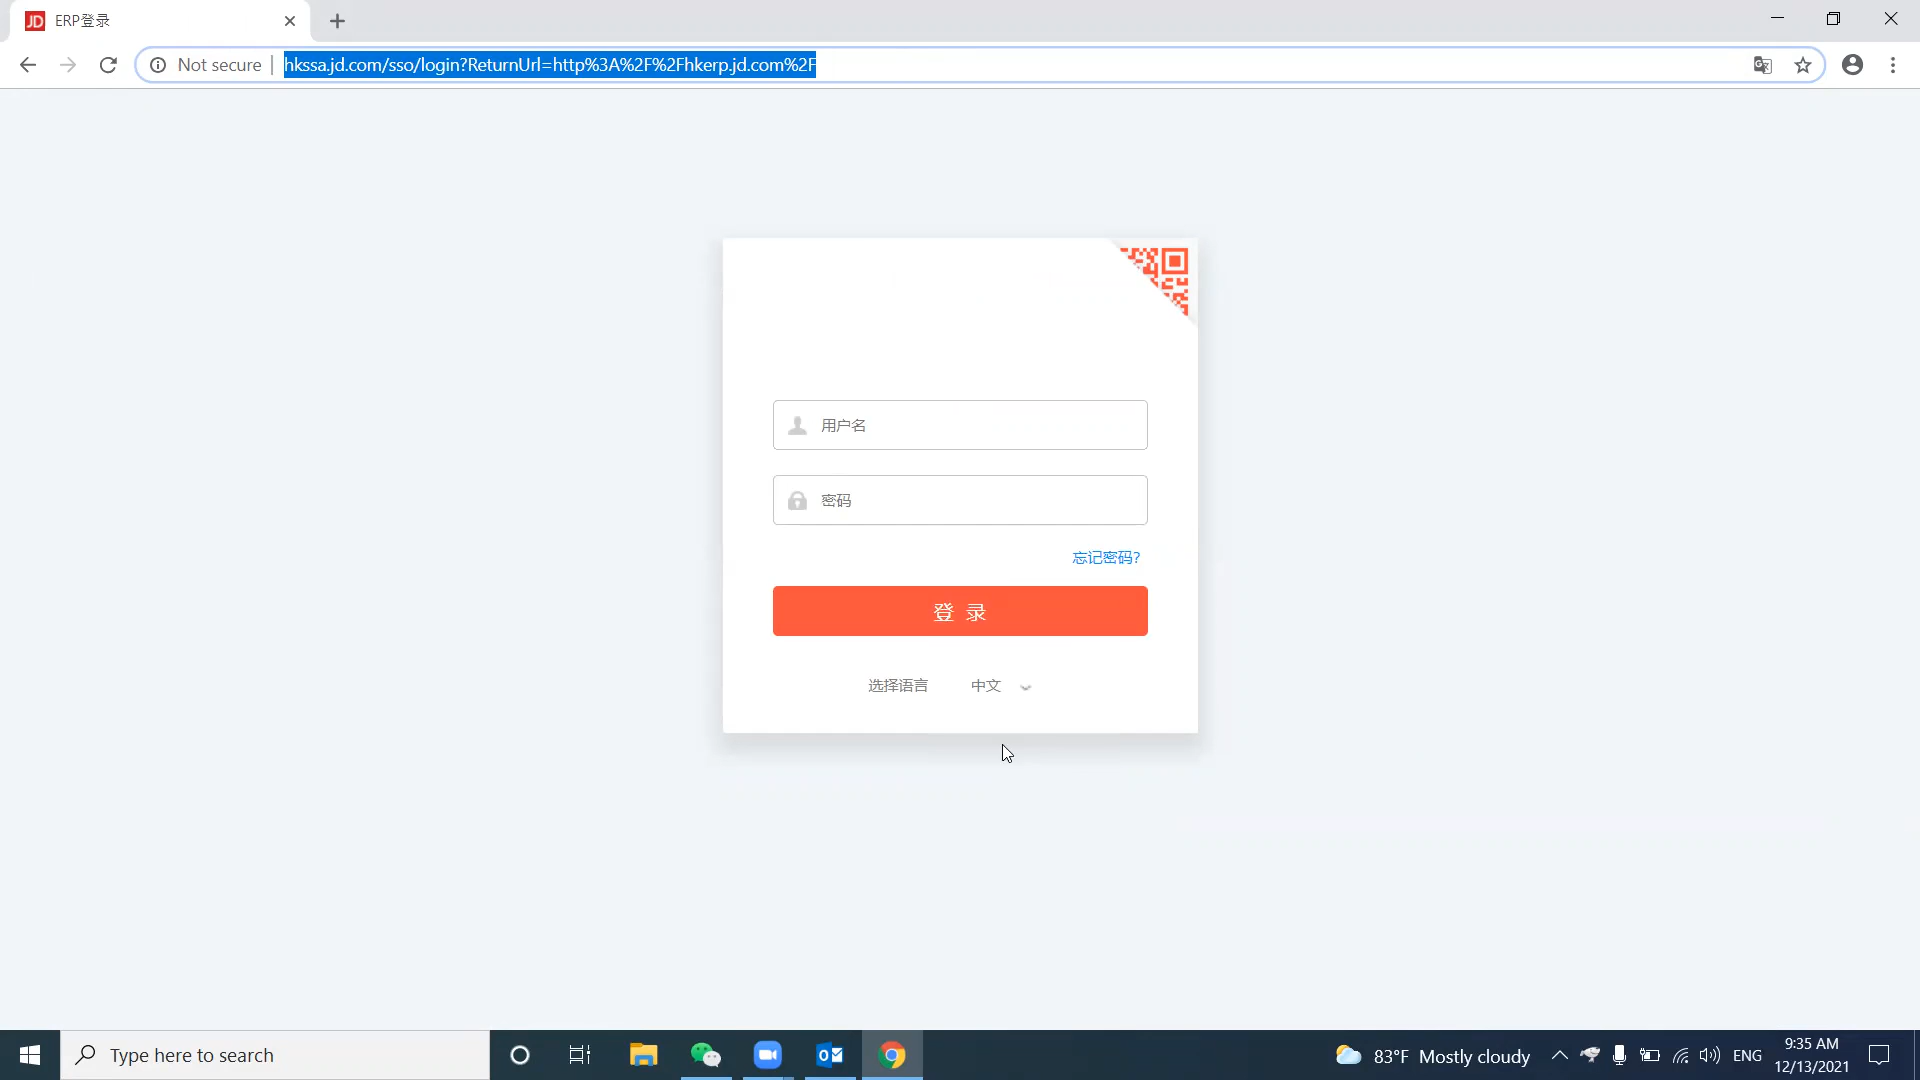 JD ERP登录
Not secure | hkssa.jd.com/sso/login?ReturnUrl=http%3A%2F%2Fhkerp.jd.com%2F
用户名
密码
忘记密码?
登 录
选择语言 中文
Type here to search
83°F Mostly cloudy
ENG
9:35 AM
12/13/2021